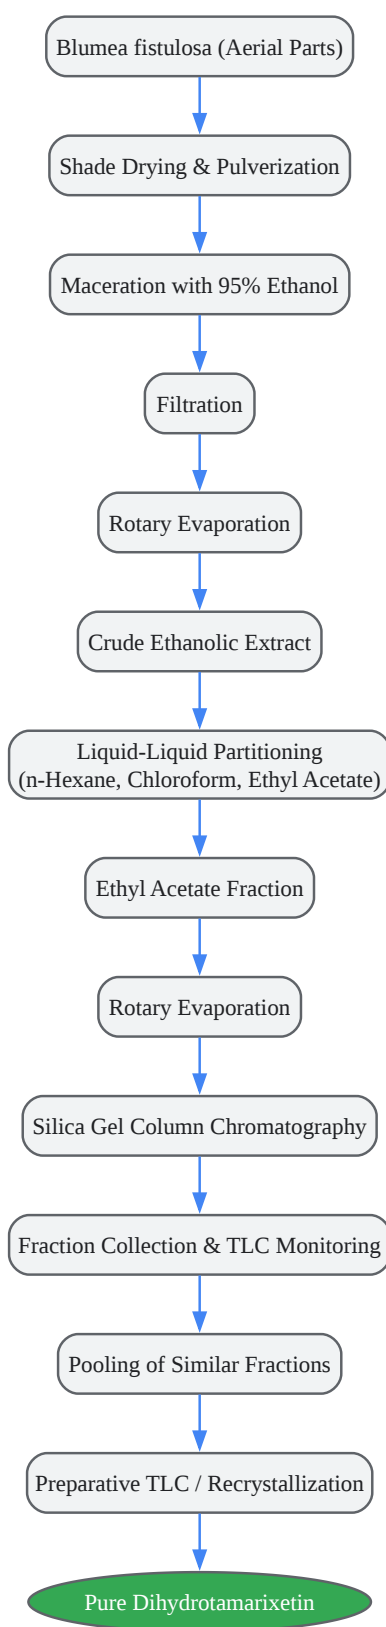 Blumea fistulosa (Aerial Parts)
Shade Drying & Pulverization
Maceration with 95% Ethanol
Filtration
Rotary Evaporation
Crude Ethanolic Extract
Liquid-Liquid Partitioning
(n-Hexane, Chloroform, Ethyl Acetate)
Ethyl Acetate Fraction
Rotary Evaporation
Silica Gel Column Chromatography
Fraction Collection & TLC Monitoring
Pooling of Similar Fractions
Preparative TLC / Recrystallization
Pure Dihydrotamarixetin